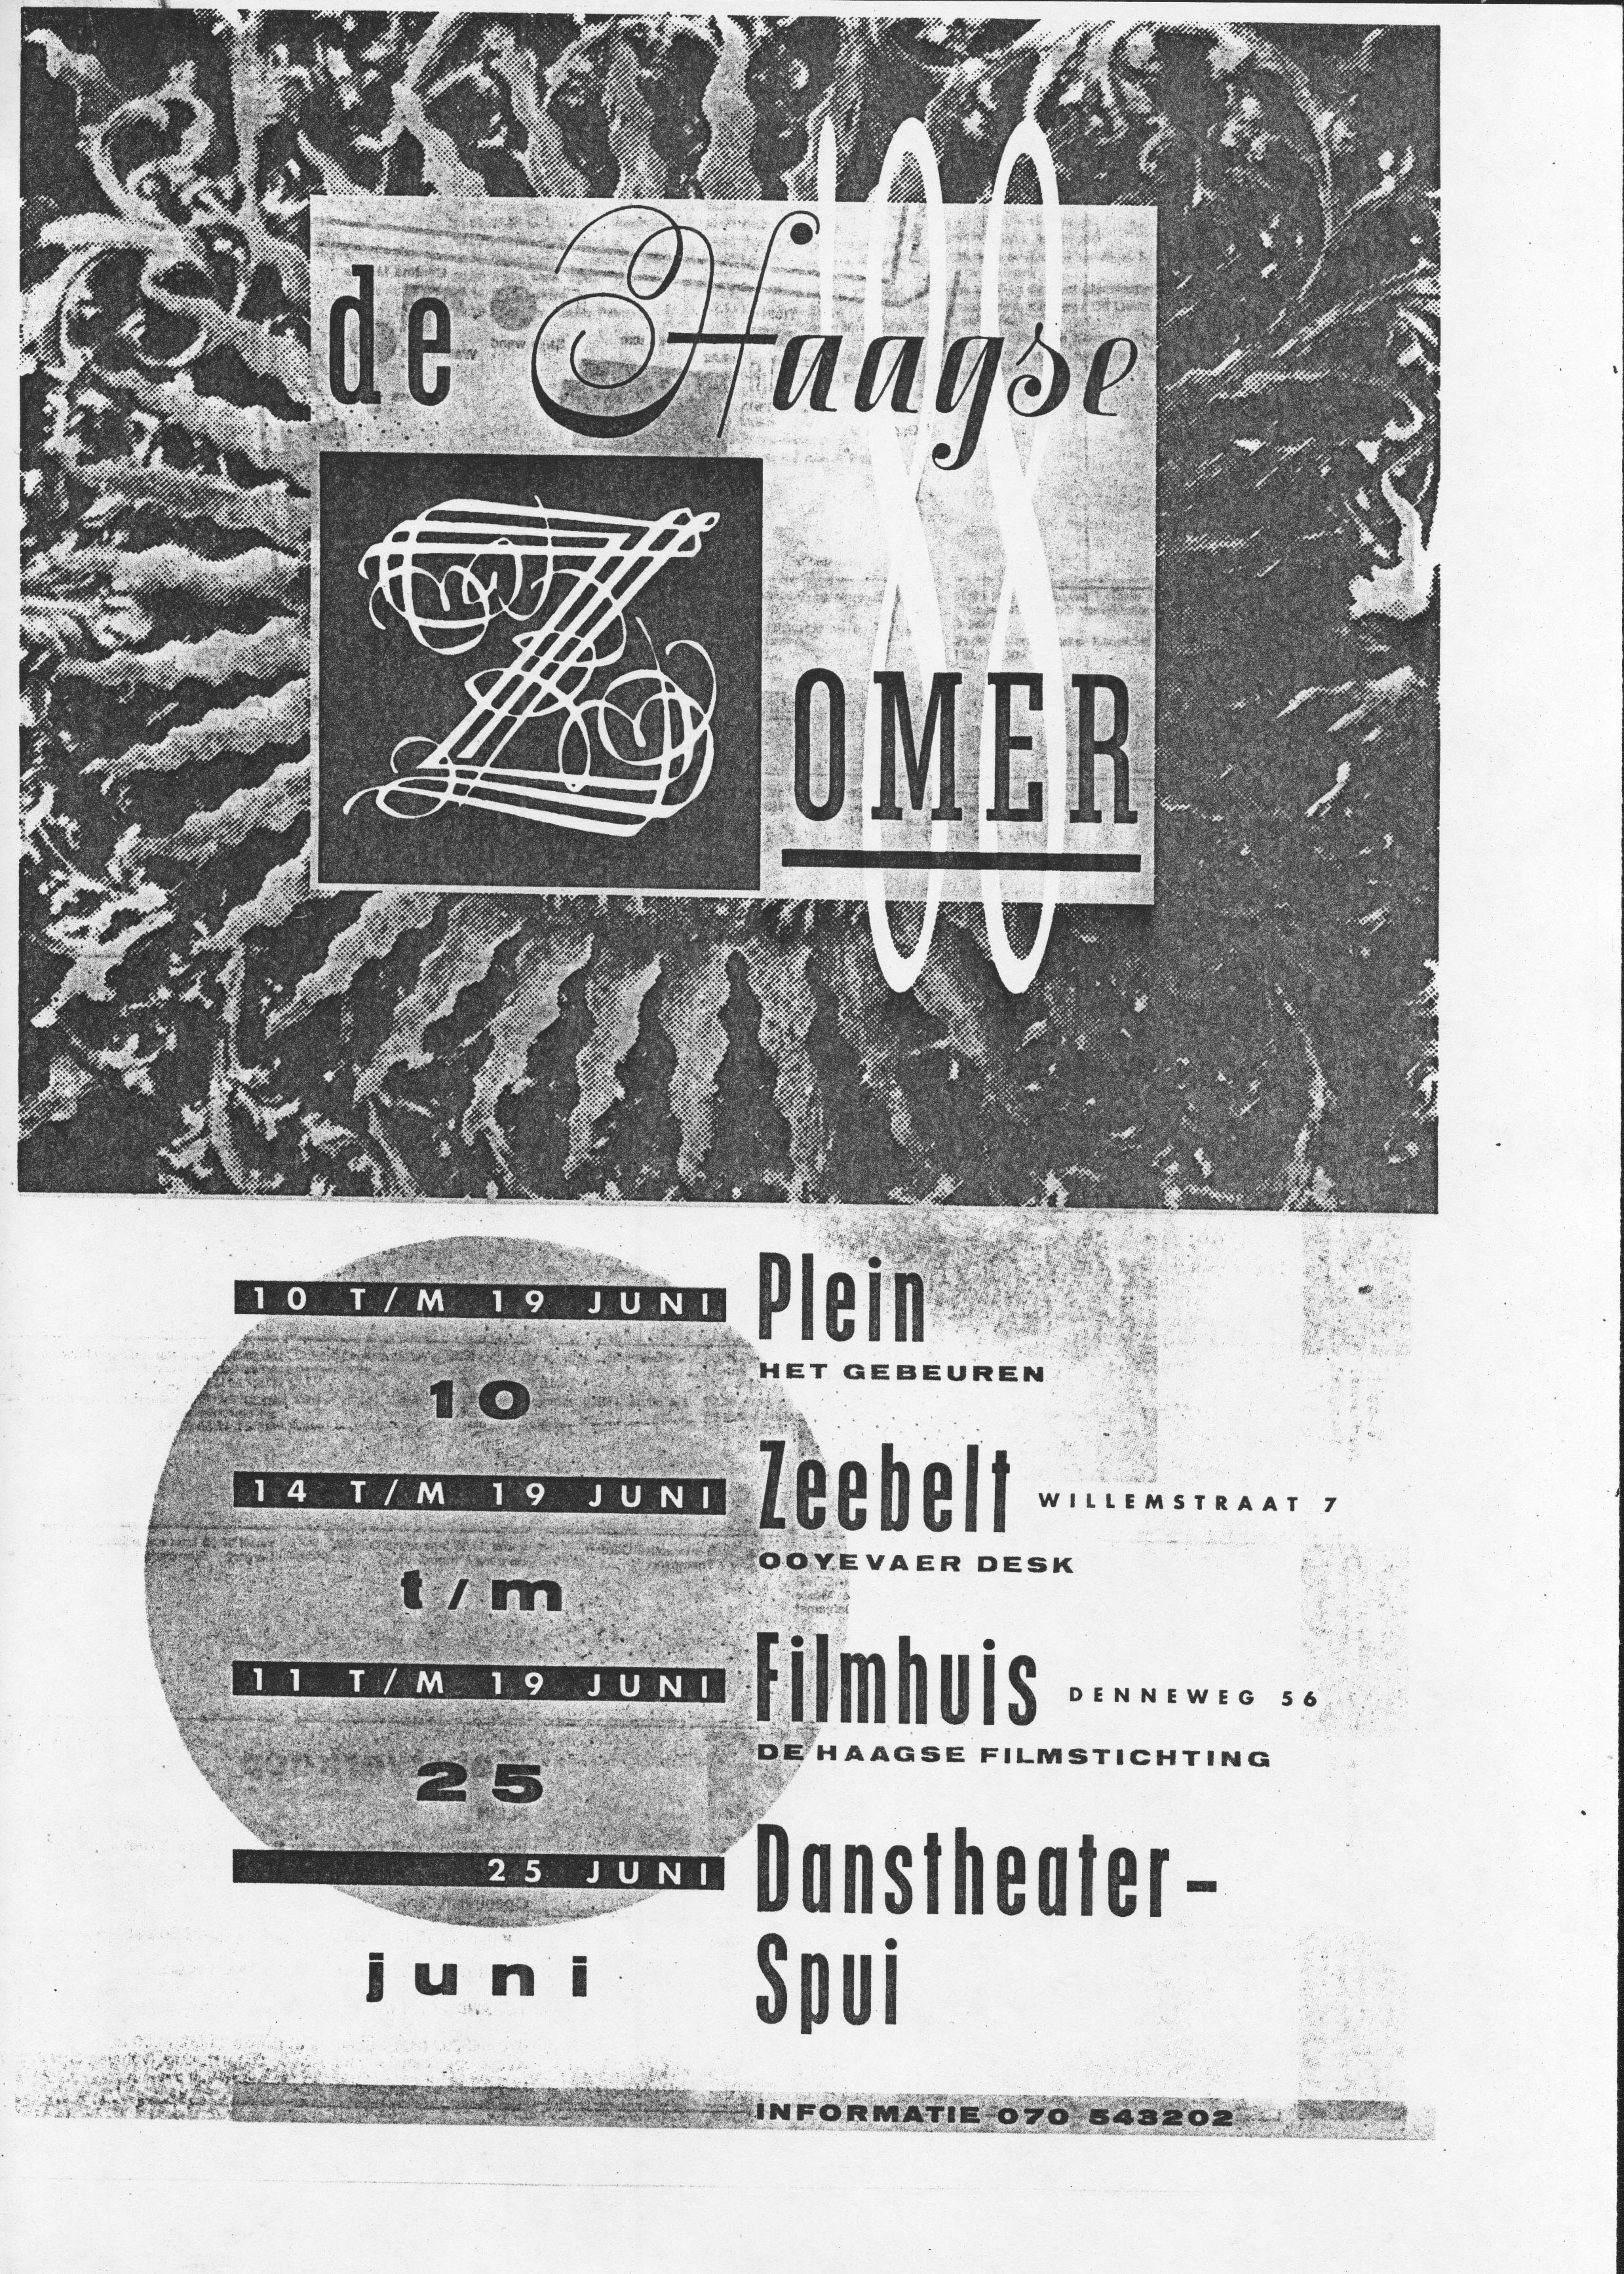 de Haagse
ZOMER
'88
10 T/M 19 JUNI
Plein
HET GEBEUREN
10
14 T/M 19 JUNI
Zeebelt WILLEMSTRAAT 7
OOYEVAER DESK
t/m
11 T/M 19 JUNI
Filmhuis DENNEWEG 56
DE HAAGSE FILMSTICHTING
25
25 JUNI
Danstheater-
Spui
juni
INFORMATIE 070 543202